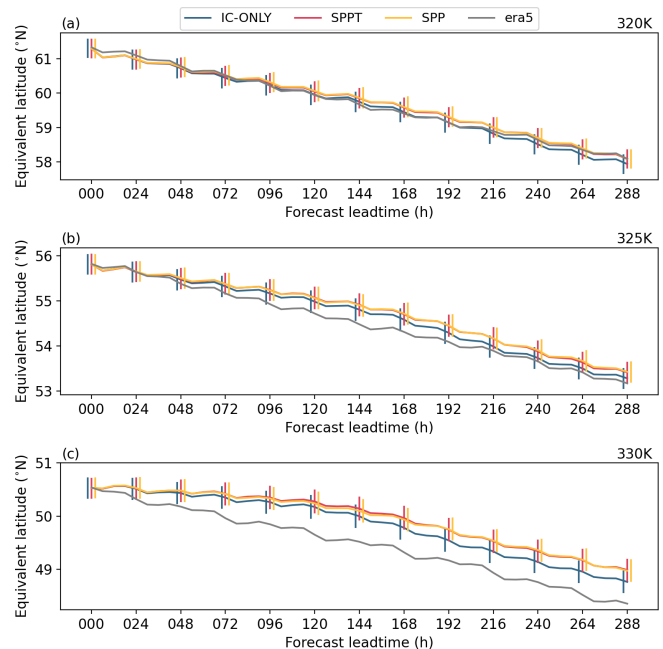 IC-ONLY SPPT SPP era5
(a) 320K
Equivalent latitude (°N)
61
60
59
58
000 024 048 072 096 120 144 168 192 216 240 264 288
Forecast leadtime (h)
(b) 325K
Equivalent latitude (°N)
56
55
54
53
000 024 048 072 096 120 144 168 192 216 240 264 288
Forecast leadtime (h)
(c) 330K
Equivalent latitude (°N)
51
50
49
000 024 048 072 096 120 144 168 192 216 240 264 288
Forecast leadtime (h)